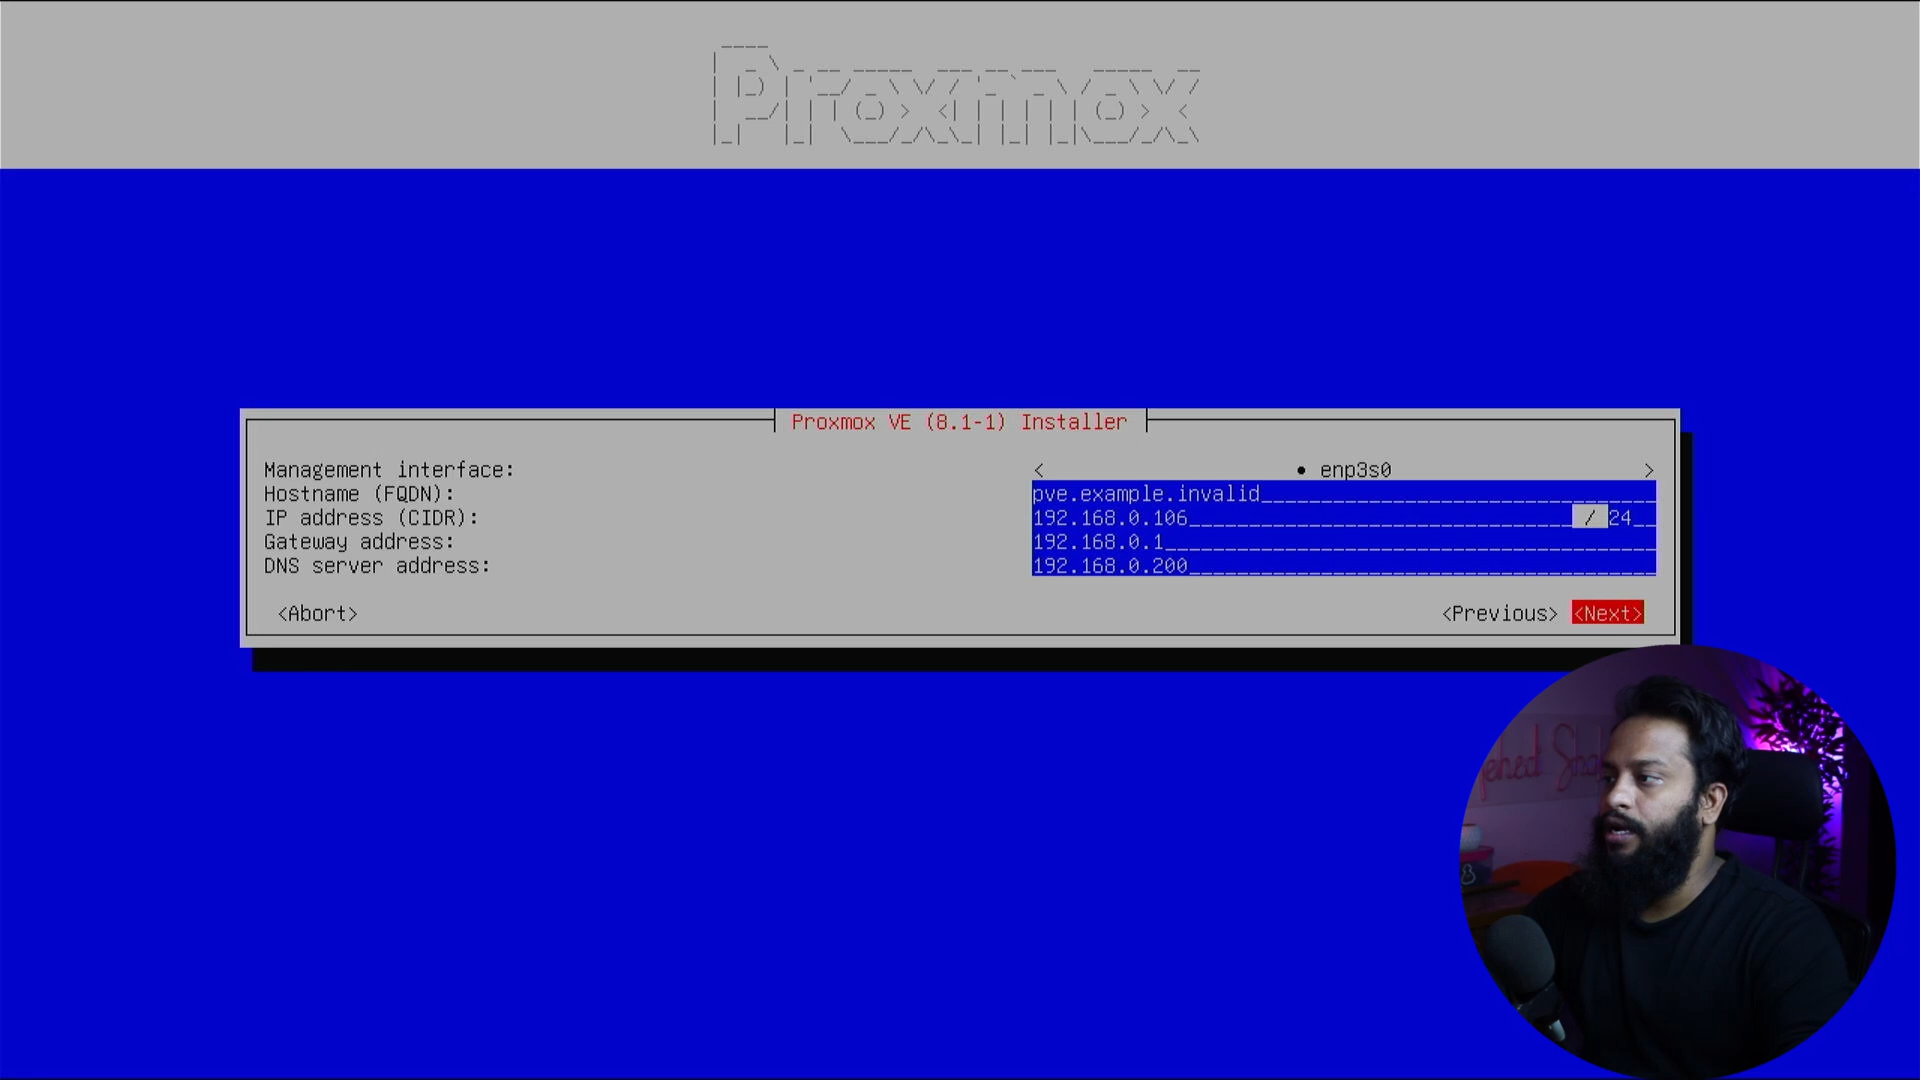 Proxmox
Proxmox VE (8.1-1) Installer
Management interface: < • enp3s0 >
Hostname (FQDN): pve.example.invalid
IP address (CIDR): 192.168.0.106 / 24
Gateway address: 192.168.0.1
DNS server address: 192.168.0.200
<Abort> <Previous> <Next>